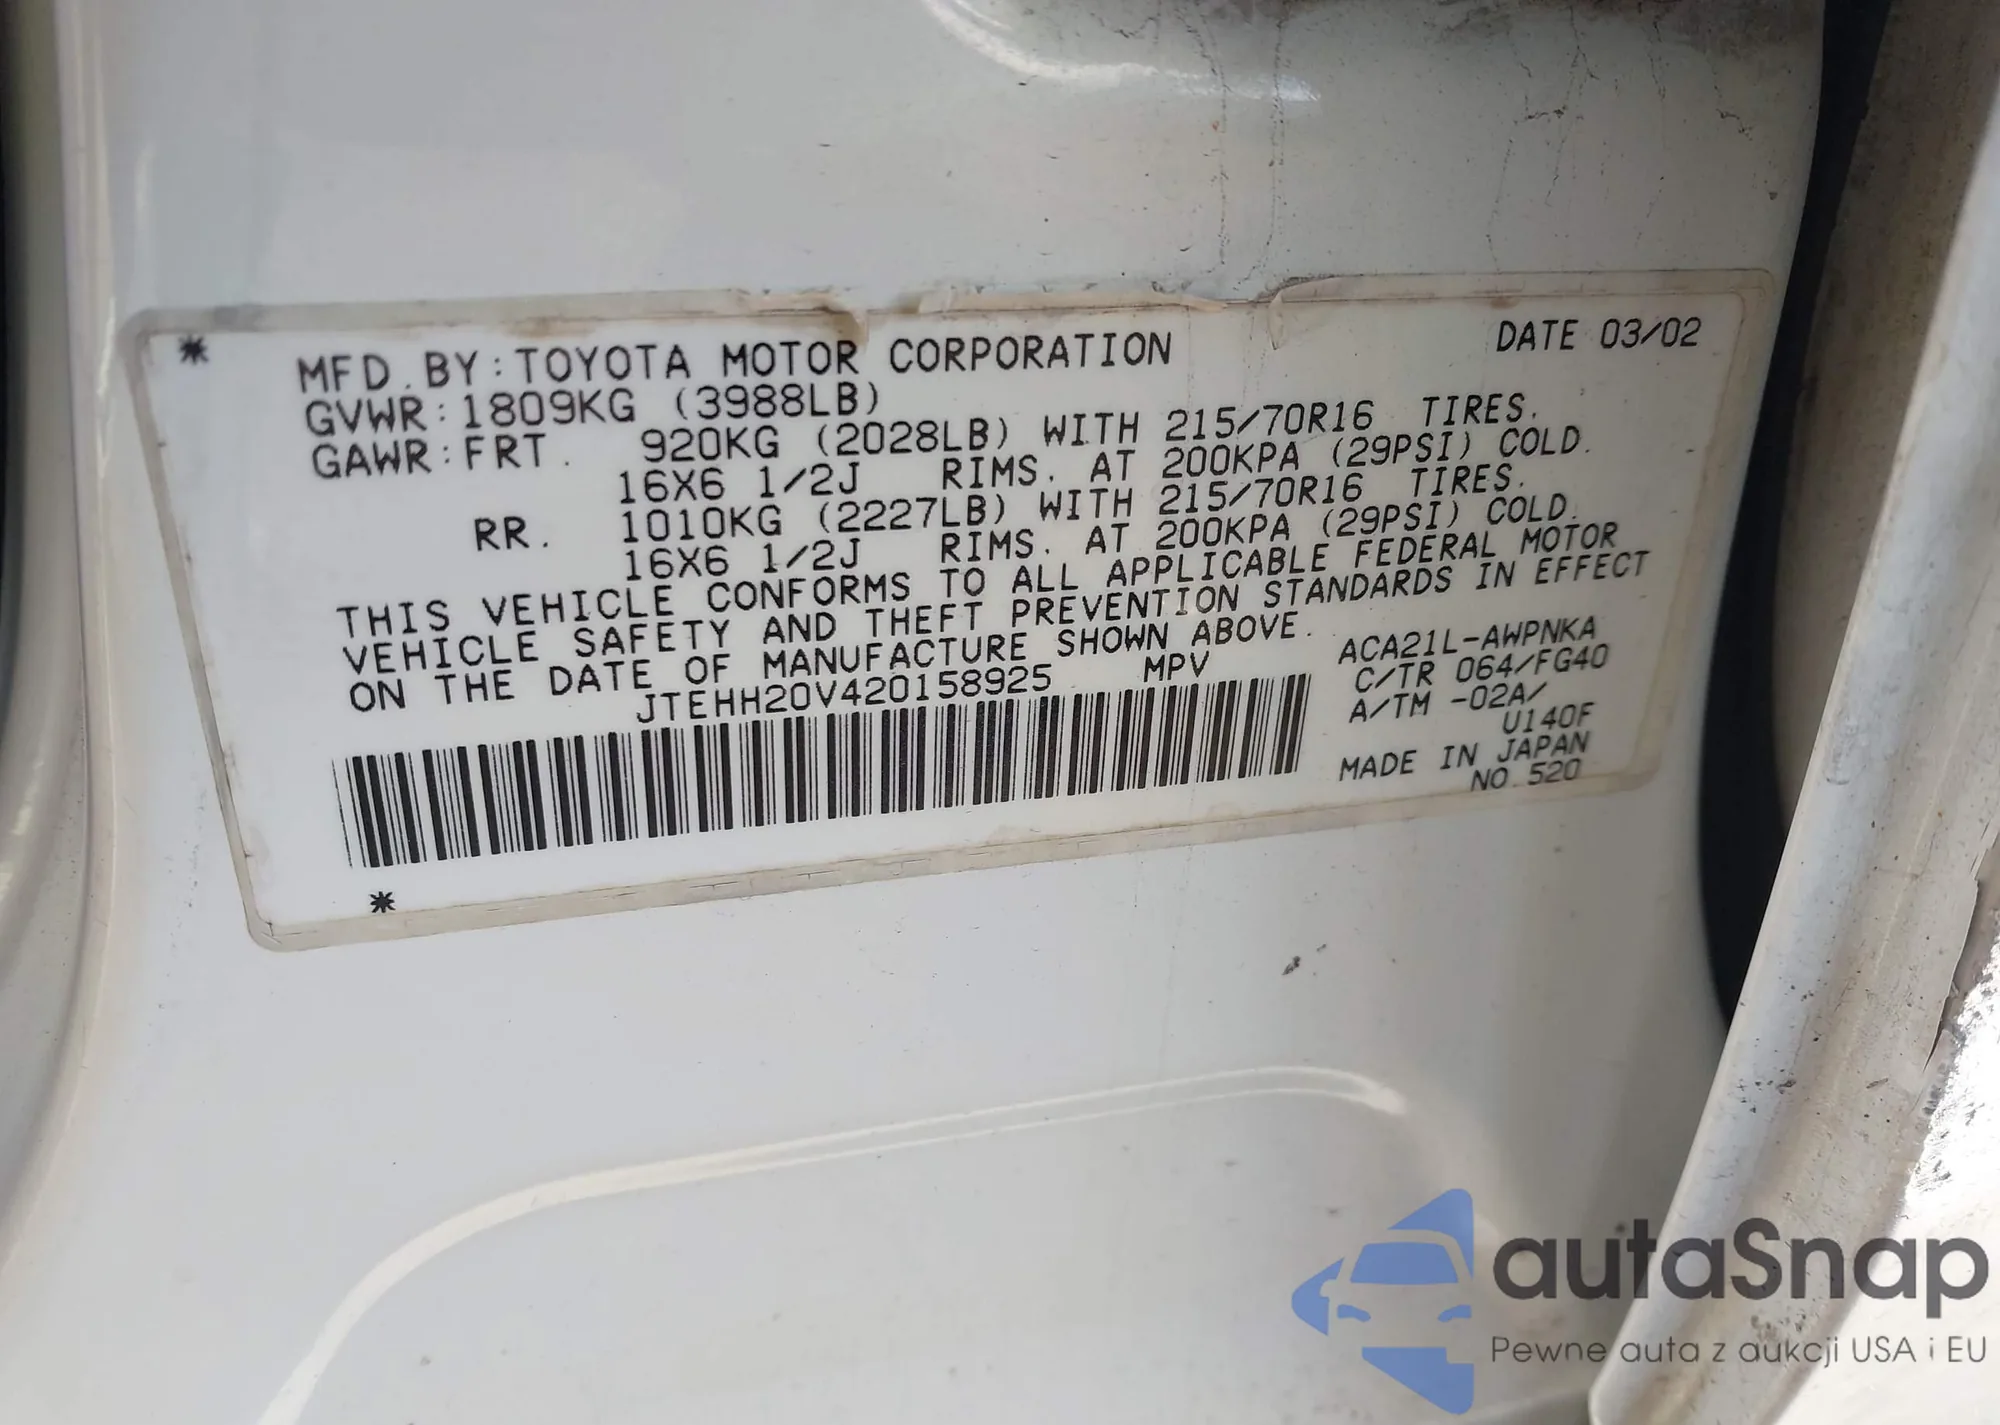 *
MFD. BY: TOYOTA MOTOR CORPORATION DATE 03/02
GVWR: 1809KG (3988LB)
GAWR: FRT. 920KG (2028LB) WITH 215/70R16 TIRES.
16X6 1/2J RIMS. AT 200KPA (29PSI) COLD.
RR. 1010KG (2227LB) WITH 215/70R16 TIRES.
16X6 1/2J RIMS. AT 200KPA (29PSI) COLD.
THIS VEHICLE CONFORMS TO ALL APPLICABLE FEDERAL MOTOR
VEHICLE SAFETY AND THEFT PREVENTION STANDARDS IN EFFECT
ON THE DATE OF MANUFACTURE SHOWN ABOVE.
JTEHH20V420158925 MPV
ACA21L-AWPNKA
C/TR 064/FG40
A/TM -02A/
U140F
MADE IN JAPAN
NO.520
*
autaSnap
Pewne auta z aukcji USA i EU